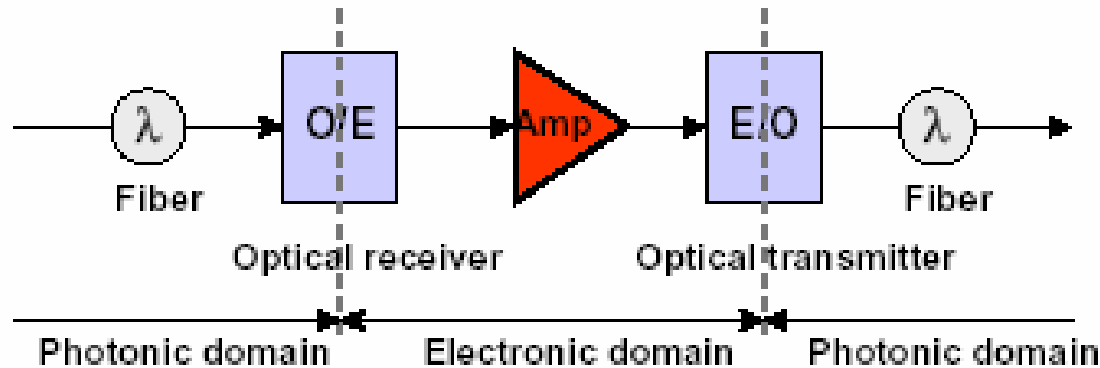 λ O/E Amp E/O λ
Fiber Fiber
Optical receiver Optical transmitter
Photonic domain Electronic domain Photonic domain